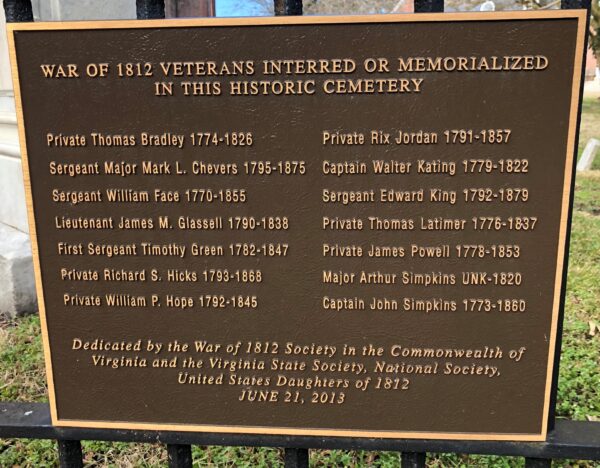 WAR OF 1812 VETERANS INTERRED OR MEMORIALIZED
IN THIS HISTORIC CEMETERY
Private Thomas Bradley 1774-1826
Sergeant Major Mark L. Chevers 1795-1875
Sergeant William Face 1770-1855
Lieutenant James M. Glassell 1790-1838
First Sergeant Timothy Green 1782-1847
Private Richard S. Hicks 1793-1868
Private William P. Hope 1792-1845
Private Rix Jordan 1791-1857
Captain Walter Kating 1779-1822
Sergeant Edward King 1792-1879
Private Thomas Latimer 1776-1837
Private James Powell 1778-1853
Major Arthur Simpkins UNK-1820
Captain John Simpkins 1773-1860
Dedicated by the War of 1812 Society in the Commonwealth of
Virginia and the Virginia State Society, National Society,
United States Daughters of 1812
JUNE 21, 2013